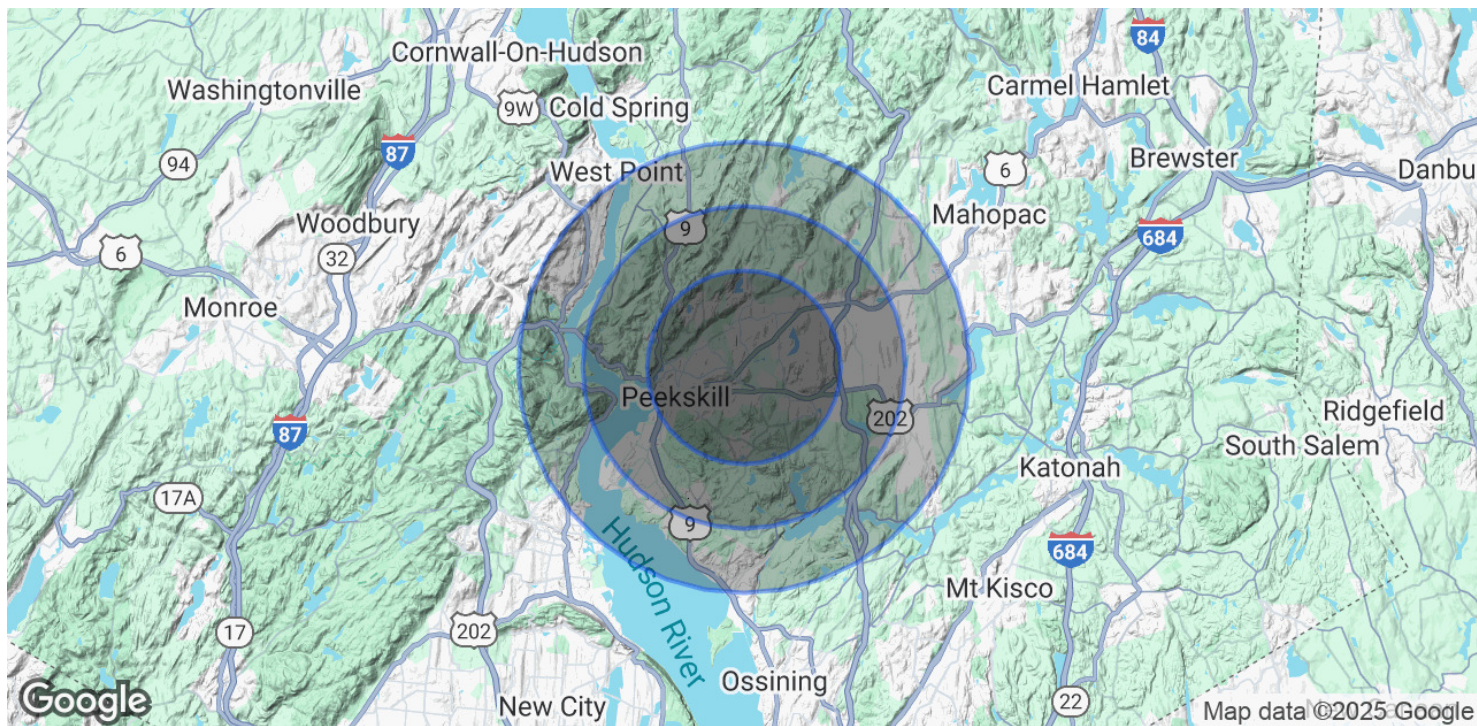 84
Cornwall-On-Hudson
Washingtonville
Carmel Hamlet
9W
Cold Spring
87
94
Brewster
West Point
6
Danbu
Mahopac
Woodbury
9
684
6
32
Monroe
Peekskill
202
Ridgefield
87
South Salem
Katonah
17A
9
684
Hudson River
Mt Kisco
17
202
Ossining
New City
22
Google
Map data ©2025 Google